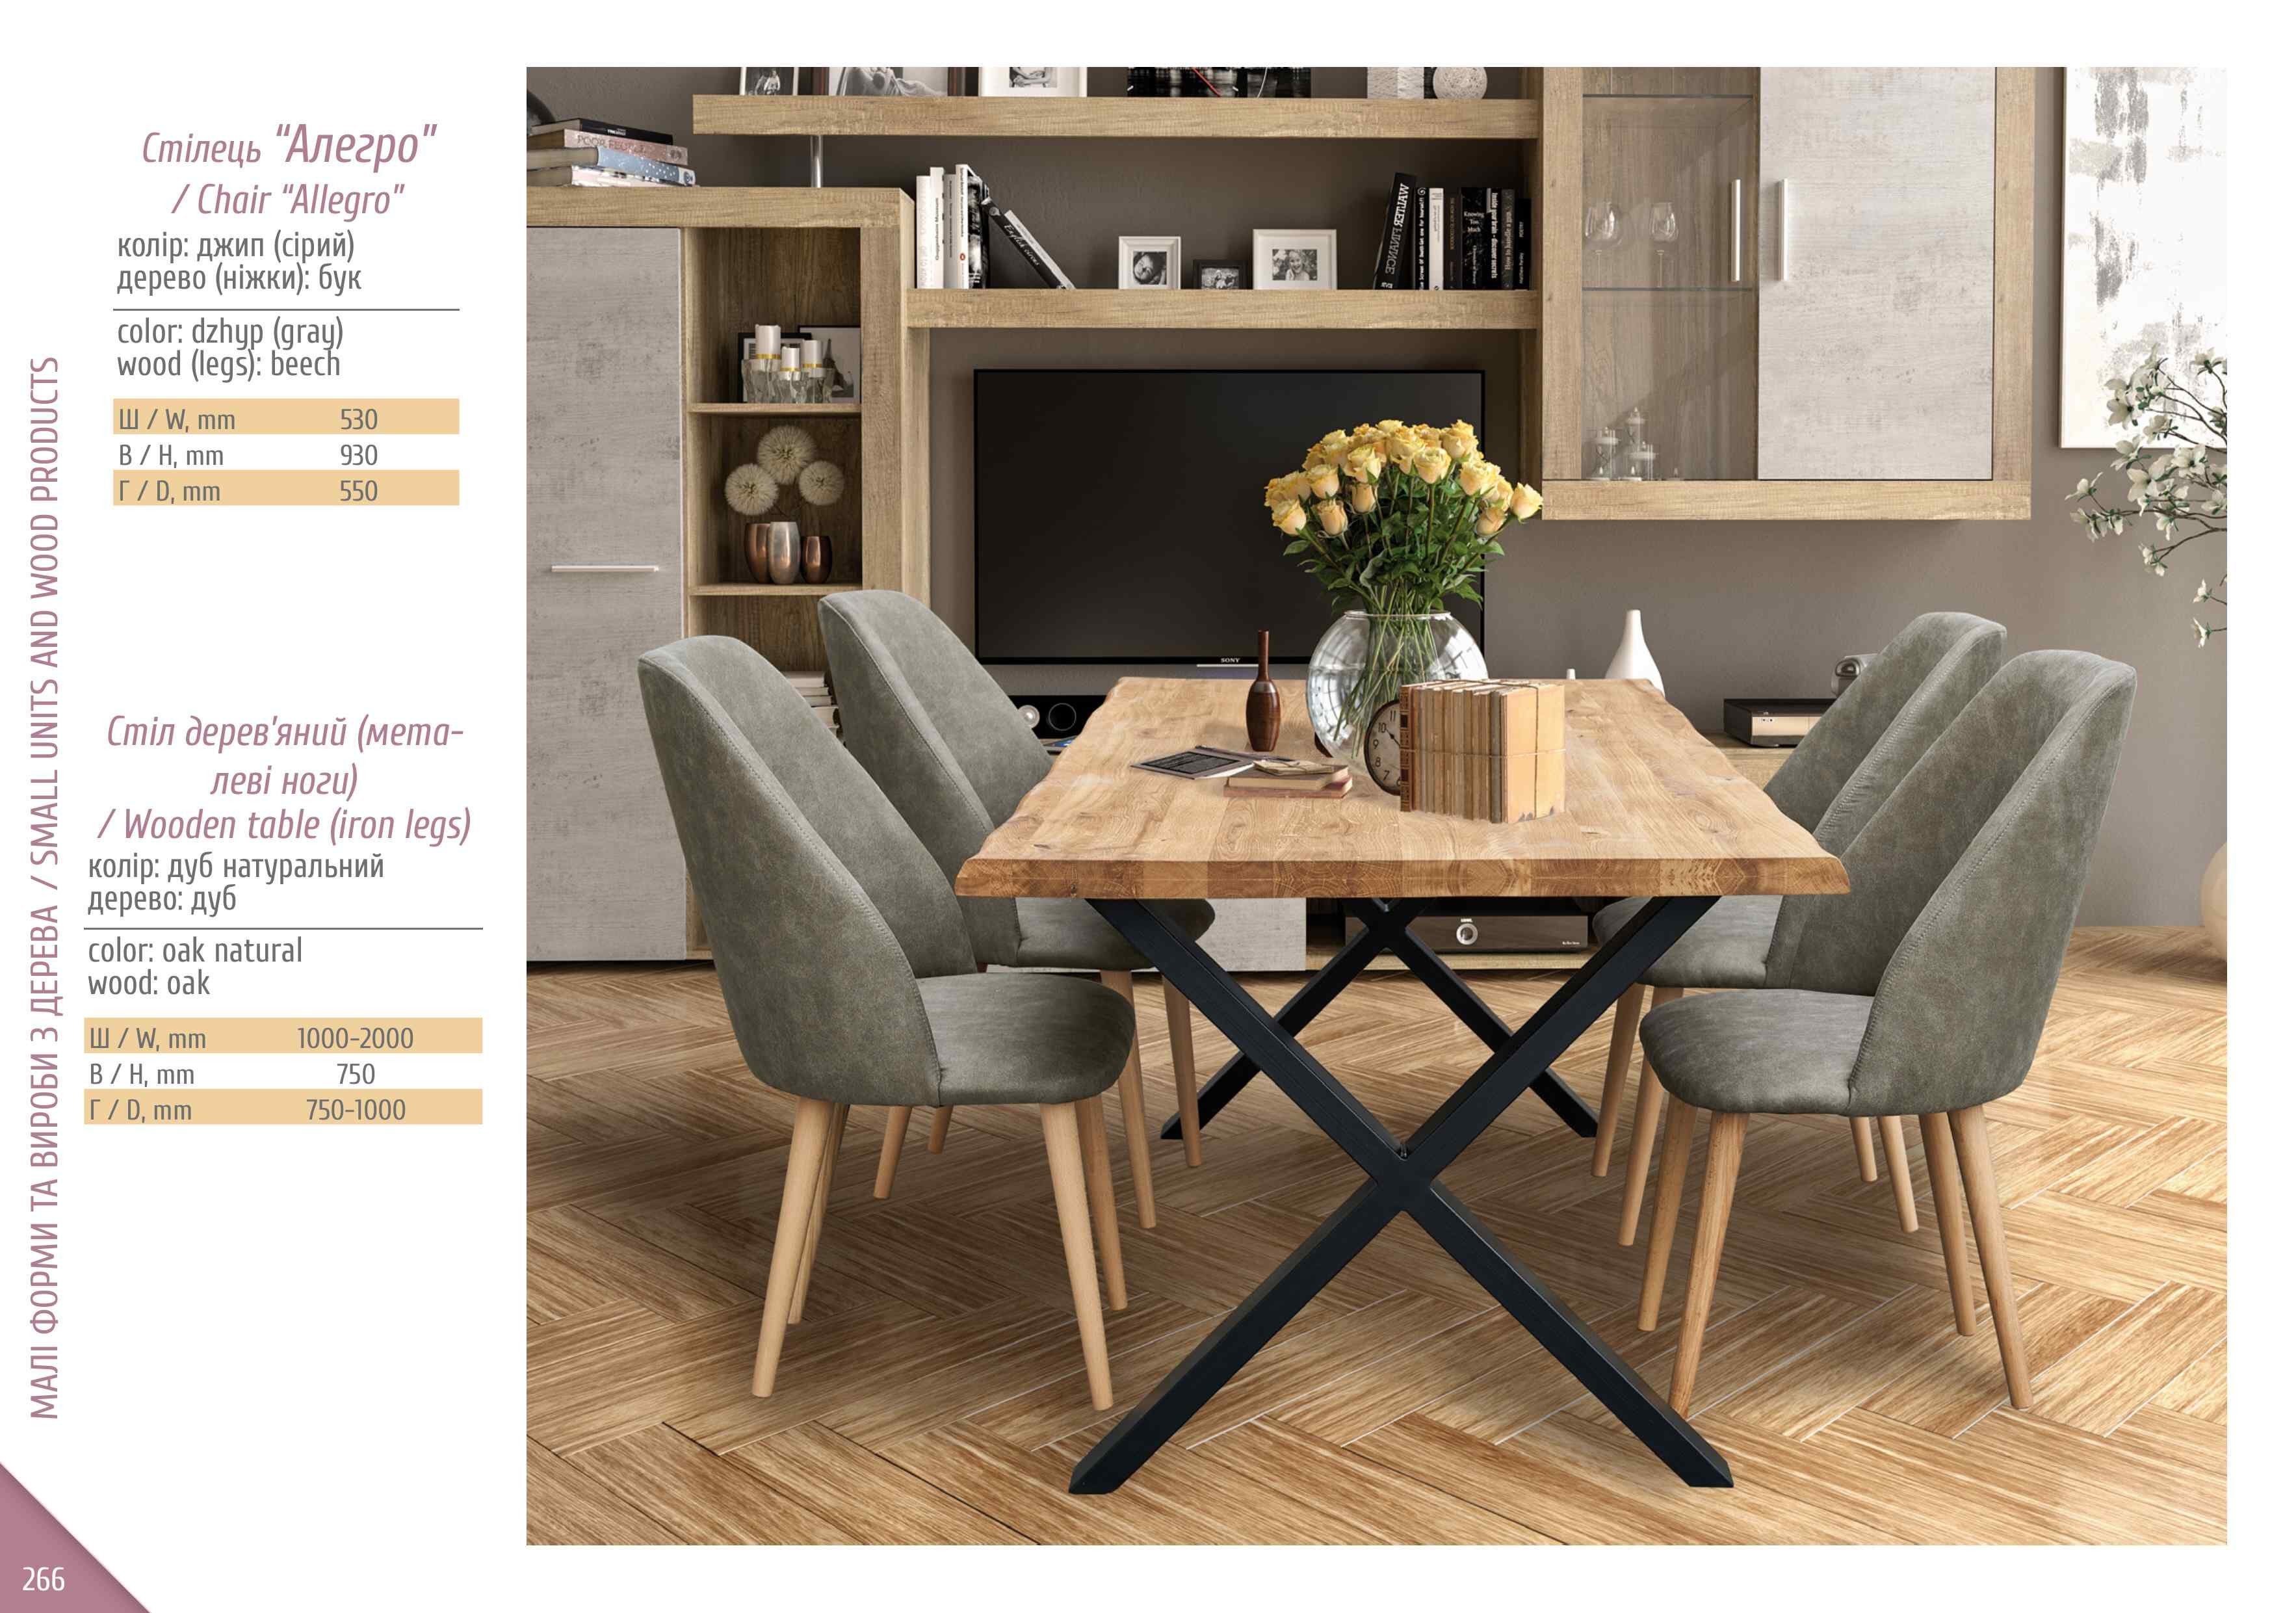 МАЛІ ФОРМИ ТА ВИРОБИ З ДЕРЕВА / SMALL UNITS AND WOOD PRODUCTS
Стілець “Алегро”
/ Chair “Allegro”
колір: джип (сірий)
дерево (ніжки): бук
color: dzhyp (gray)
wood (legs): beech
Ш / W, mm 530
В / H, mm 930
Г / D, mm 550
Стіл дерев'яний (мета-
леві ноги)
/ Wooden table (iron legs)
колір: дуб натуральний
дерево: дуб
color: oak natural
wood: oak
Ш / W, mm 1000-2000
В / H, mm 750
Г / D, mm 750-1000
266
SONY